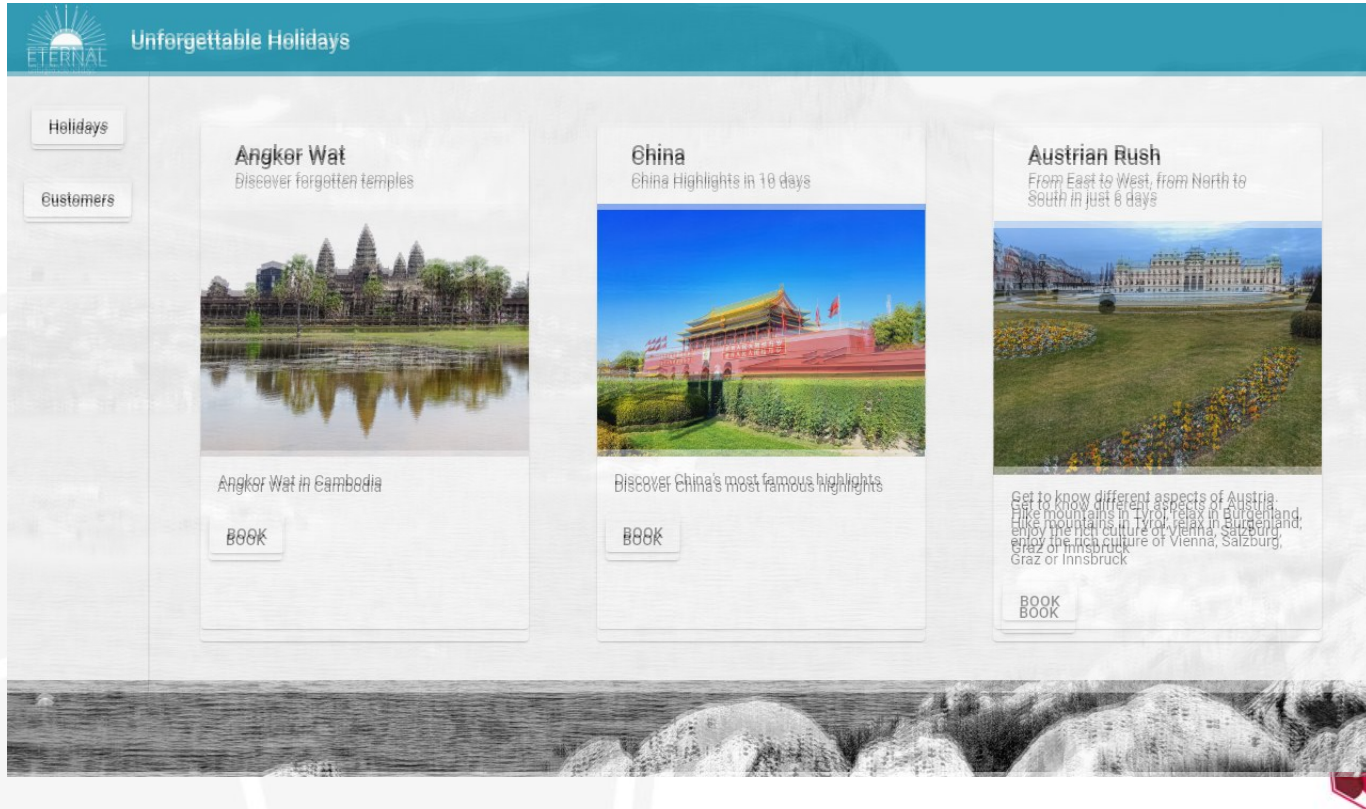 ETERNAL
Unforgettable Holidays
Holidays
Customers
Angkor Wat
Discover forgotten temples
Angkor Wat in Cambodia
BOOK
China
China Highlights in 10 days
Discover China's most famous highlights
BOOK
Austrian Rush
From East to West, from North to
South in just 6 days
Get to know different aspects of Austria.
Hike mountains in Tyrol, relax in Burgenland,
enjoy the rich culture of Vienna, Salzburg,
Graz or Innsbruck
BOOK